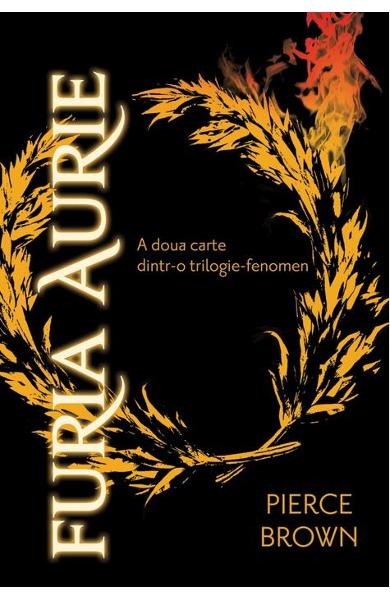 FURIA AURIE
A doua carte
dintr-o trilogie-fenomen
PIERCE
BROWN